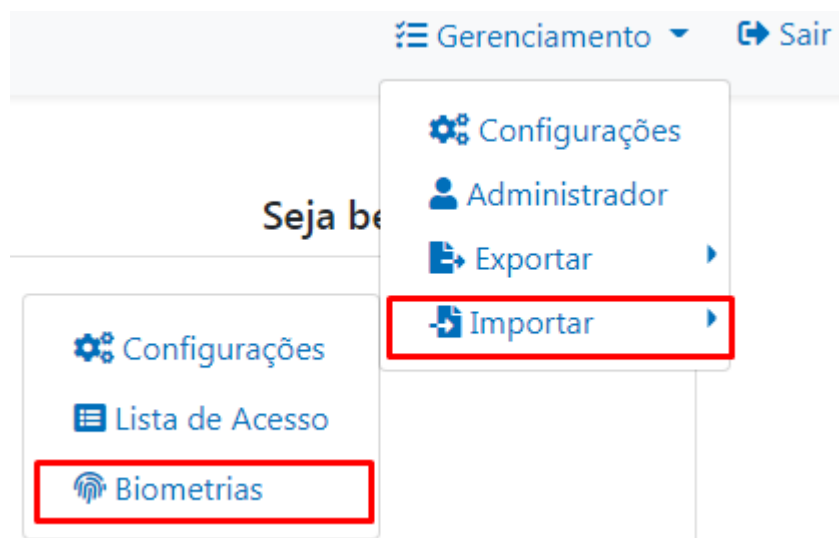 Gerenciamento
Sair
Configurações
Administrador
Seja be
Exportar
Importar
Configurações
Lista de Acesso
Biometrias